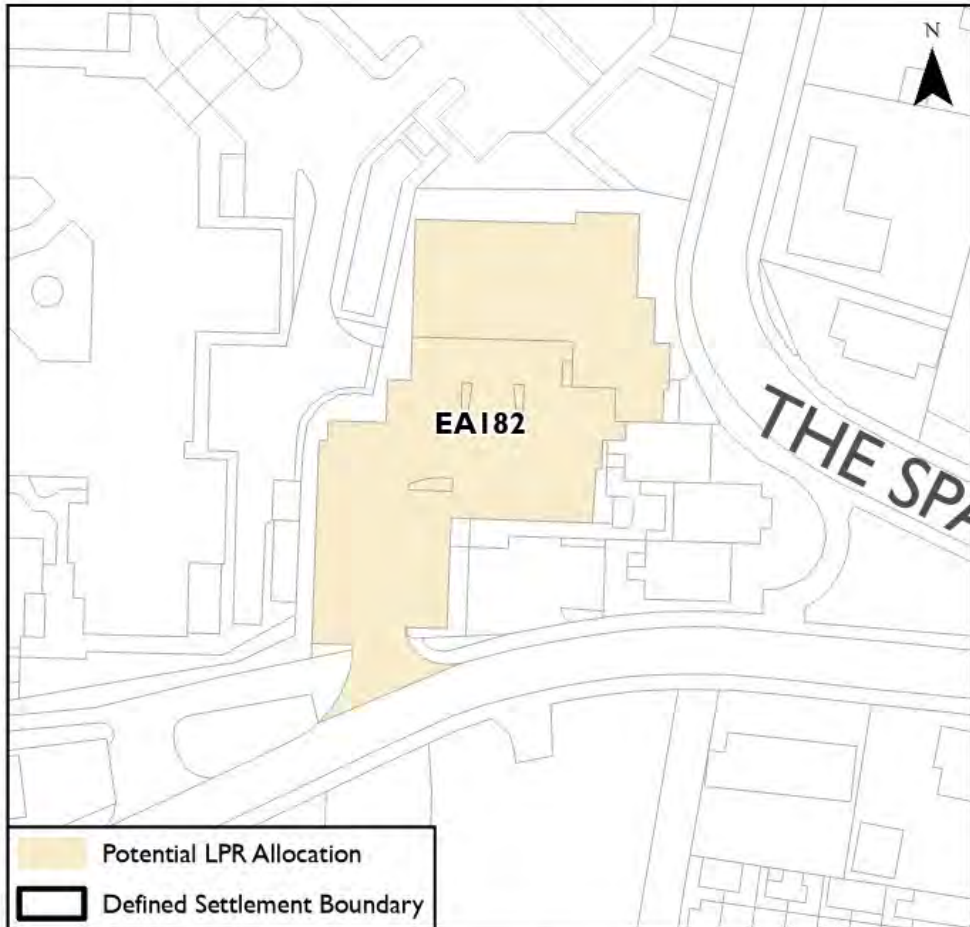 N
EA182
THE SPA
Potential LPR Allocation
Defined Settlement Boundary